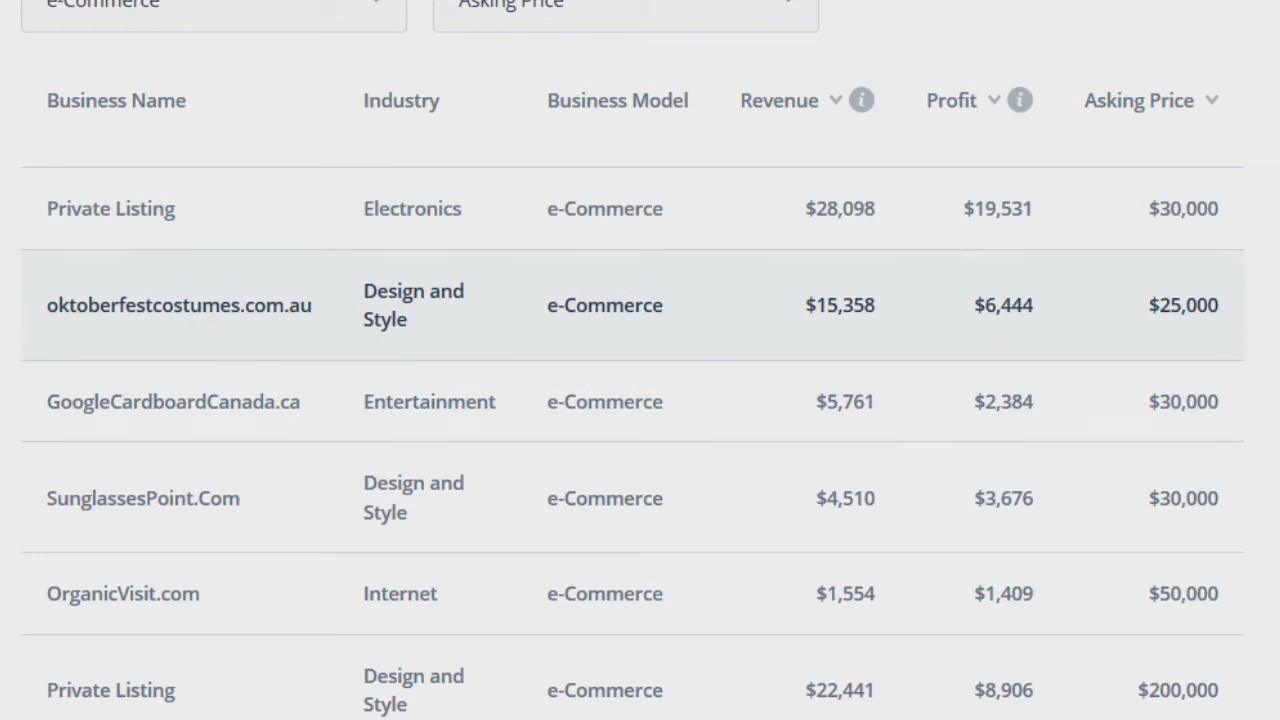 e-Commerce Asking Price
Business Name Industry Business Model Revenue Profit Asking Price
Private Listing Electronics e-Commerce $28,098 $19,531 $30,000
oktoberfestcostumes.com.au Design and Style e-Commerce $15,358 $6,444 $25,000
GoogleCardboardCanada.ca Entertainment e-Commerce $5,761 $2,384 $30,000
SunglassesPoint.Com Design and Style e-Commerce $4,510 $3,676 $30,000
OrganicVisit.com Internet e-Commerce $1,554 $1,409 $50,000
Private Listing Design and Style e-Commerce $22,441 $8,906 $200,000